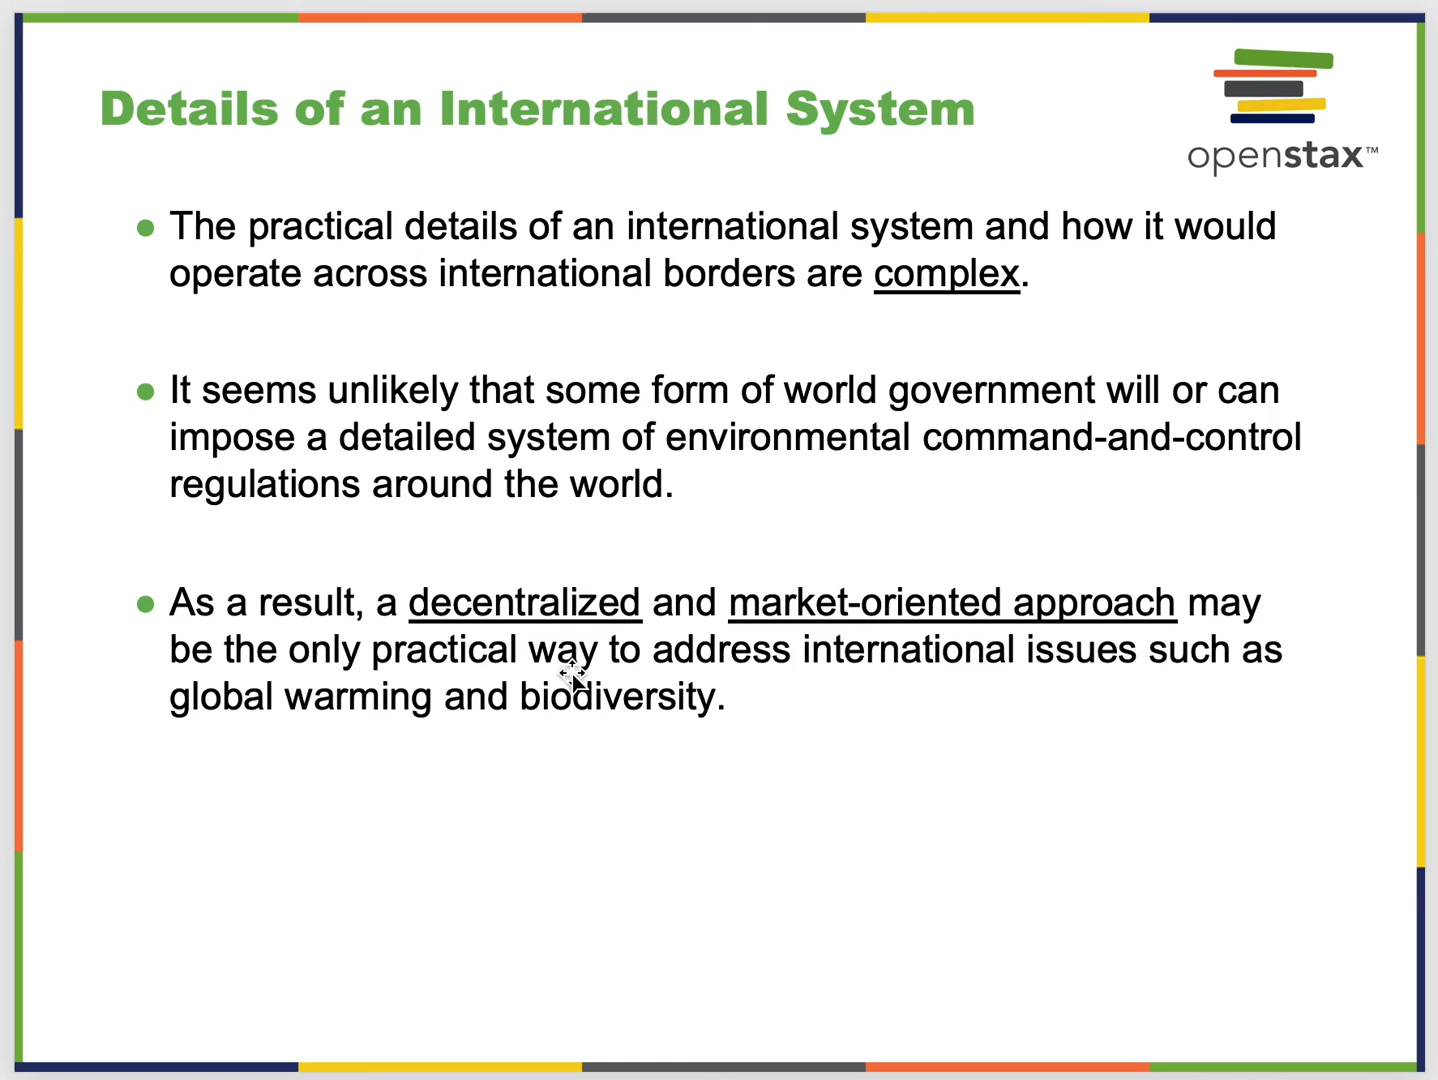 Details of an International System
openstax™
● The practical details of an international system and how it would
operate across international borders are complex.
● It seems unlikely that some form of world government will or can
impose a detailed system of environmental command-and-control
regulations around the world.
● As a result, a decentralized and market-oriented approach may
be the only practical way to address international issues such as
global warming and biodiversity.